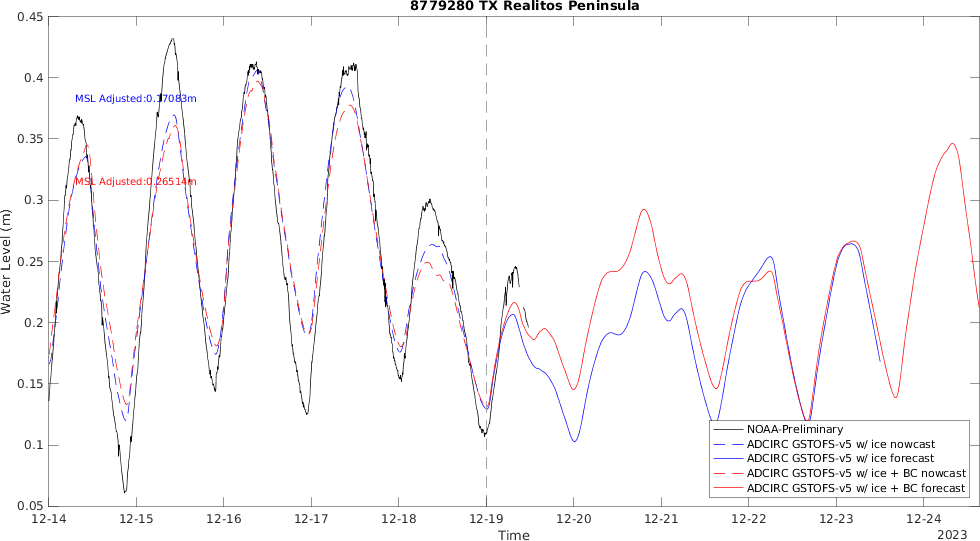 8779280 TX Realitos Peninsula
Water Level (m)
0.45
0.4
0.35
0.3
0.25
0.2
0.15
0.1
0.05
MSL Adjusted:0.17083m
MSL Adjusted:0.26514m
NOAA-Preliminary
ADCIRC GSTOFS-v5 w/ ice nowcast
ADCIRC GSTOFS-v5 w/ ice forecast
ADCIRC GSTOFS-v5 w/ ice + BC nowcast
ADCIRC GSTOFS-v5 w/ ice + BC forecast
12-14 12-15 12-16 12-17 12-18 12-19 12-20 12-21 12-22 12-23 12-24
Time
2023